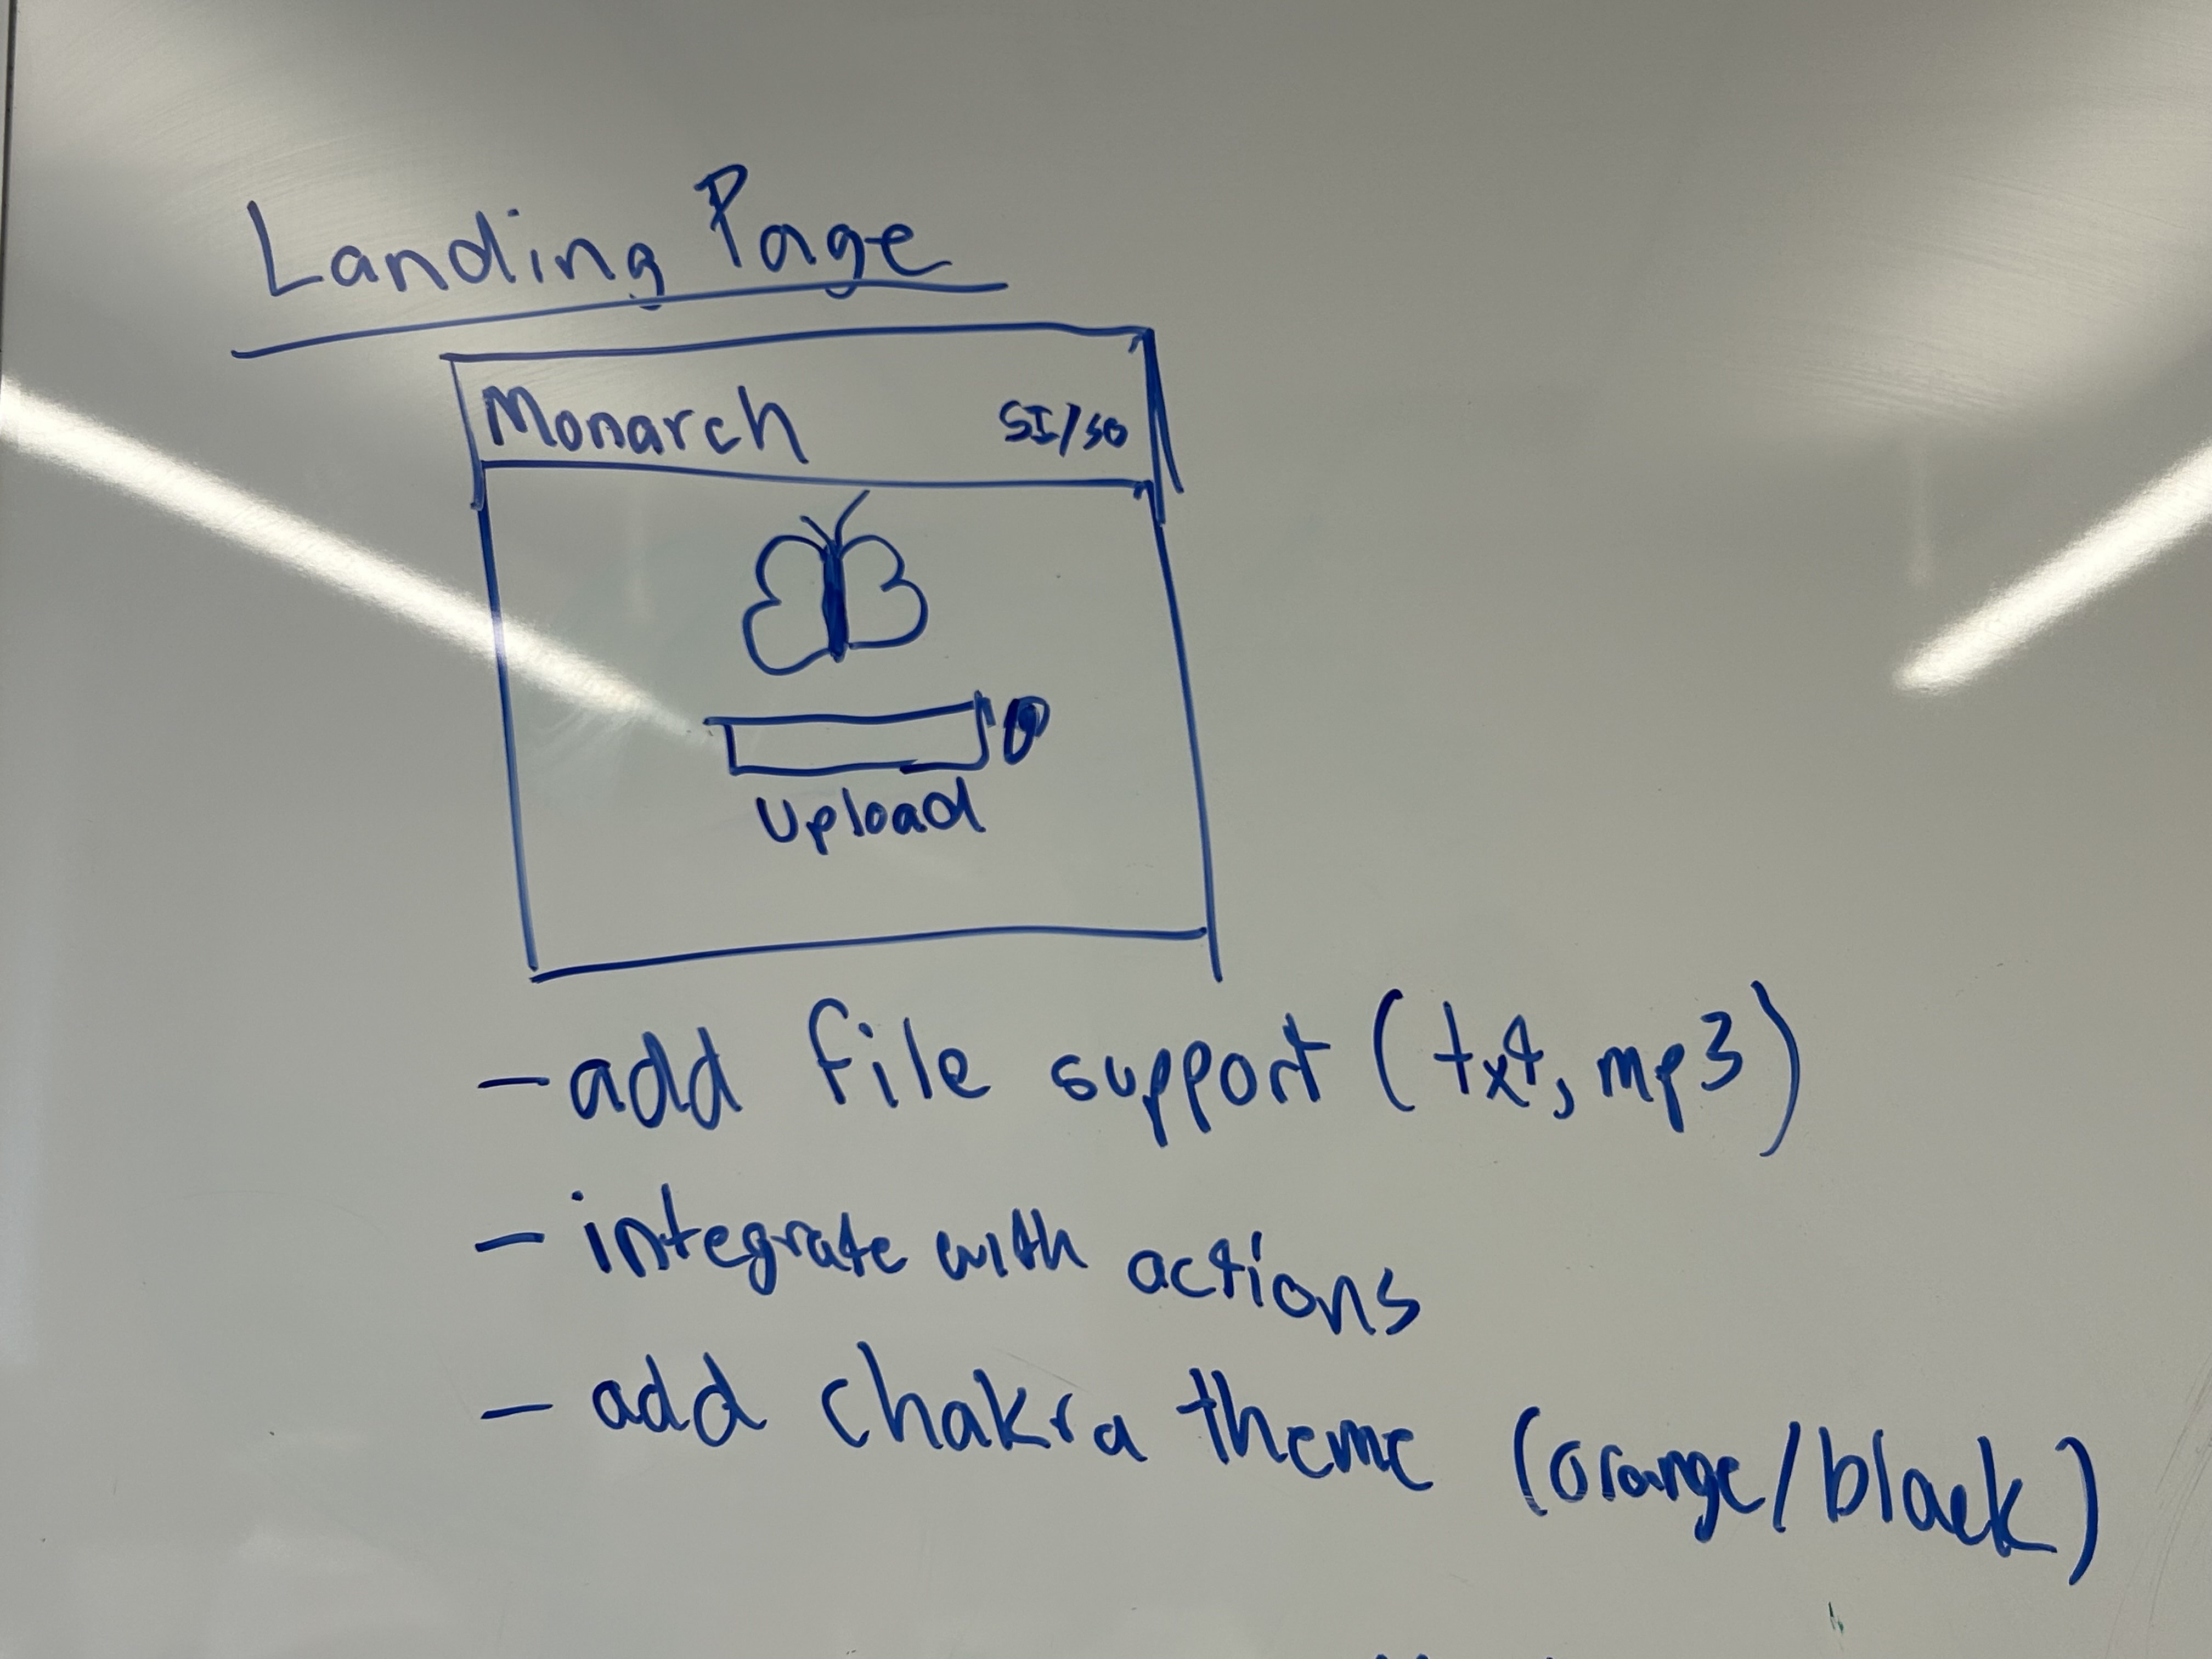 Landing Page
Monarch SI/SO
Upload
- add file support (txt, mp3)
- integrate with actions
- add chakra theme (orange/black)